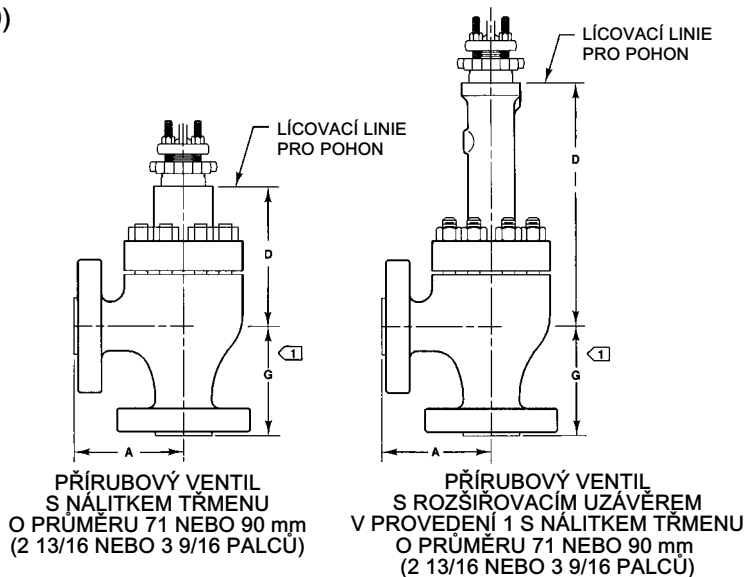 )
LÍCOVACÍ LINIE
PRO POHON
D
1
G
A
PŘÍRUBOVÝ VENTIL
S NÁLITKEM TŘMENU
O PRŮMĚRU 71 NEBO 90 mm
(2 13/16 NEBO 3 9/16 PALCŮ)
LÍCOVACÍ LINIE
PRO POHON
D
1
G
A
PŘÍRUBOVÝ VENTIL
S ROZŠIŘOVACÍM UZÁVĚREM
V PROVEDENÍ 1 S NÁLITKEM TŘMENU
O PRŮMĚRU 71 NEBO 90 mm
(2 13/16 NEBO 3 9/16 PALCŮ)